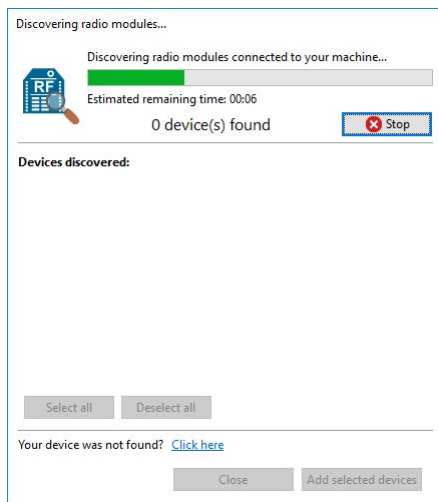 Discovering radio modules...
Discovering radio modules connected to your machine...
RF
Estimated remaining time: 00:06
0 device(s) found
Stop
Devices discovered:
Select all
Deselect all
Your device was not found? Click here
Close
Add selected devices